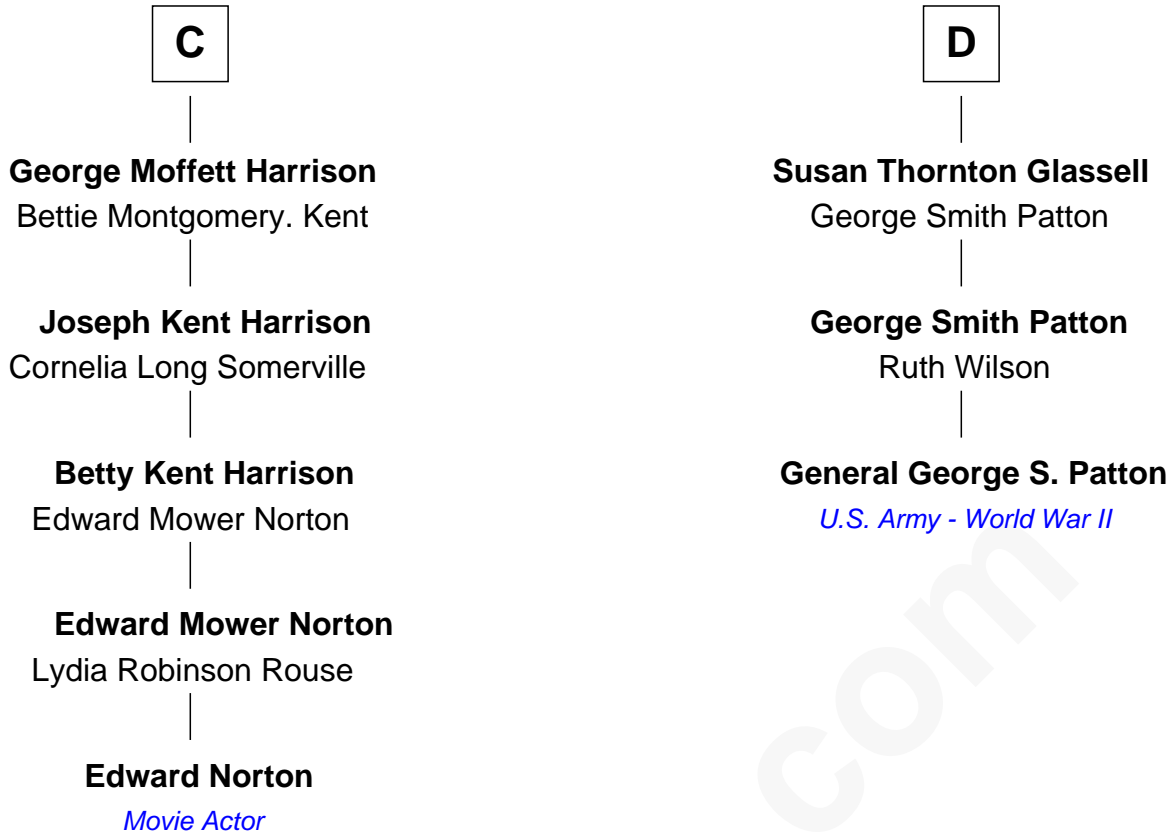 C
George Moffett Harrison
Bettie Montgomery. Kent
Joseph Kent Harrison
Cornelia Long Somerville
Betty Kent Harrison
Edward Mower Norton
Edward Mower Norton
Lydia Robinson Rouse
Edward Norton
Movie Actor
D
Susan Thornton Glassell
George Smith Patton
George Smith Patton
Ruth Wilson
General George S. Patton
U.S. Army - World War II
com